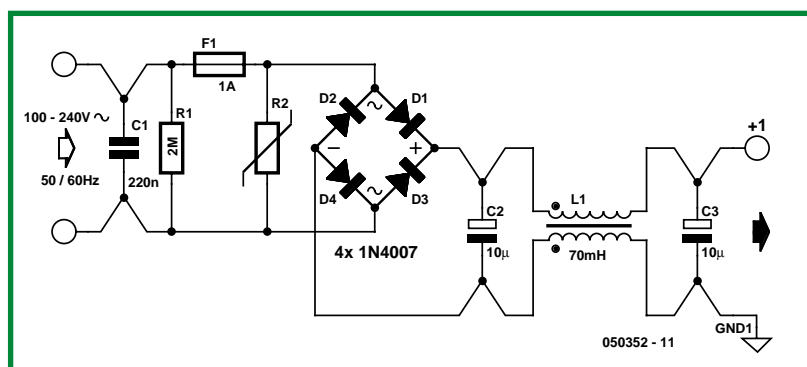 F1
1A
100 - 240V
C1
R1
2M
R2
D2
D1
+1
50 / 60Hz
220n
− +
D4
D3
4x 1N4007
C2
10µ
L1
70mH
C3
10µ
050352 - 11
GND1